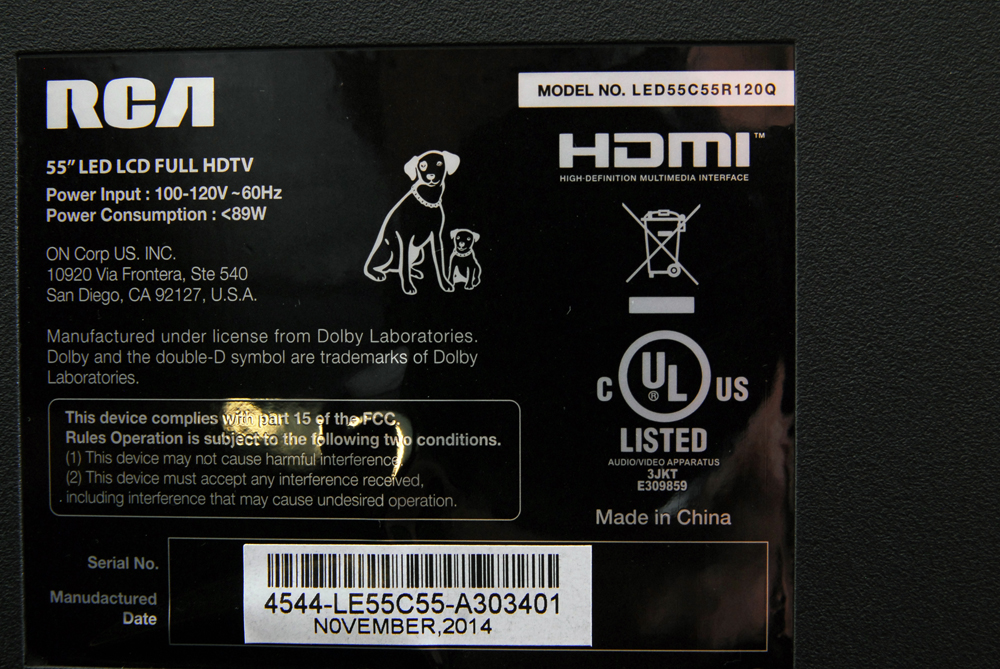 RCA
MODEL NO. LED55C55R120Q
55” LED LCD FULL HDTV
Power Input : 100-120V ~60Hz
Power Consumption : <89W
HDMI™
HIGH-DEFINITION MULTIMEDIA INTERFACE
ON Corp US. INC.
10920 Via Frontera, Ste 540
San Diego, CA 92127, U.S.A.
Manufactured under license from Dolby Laboratories.
Dolby and the double-D symbol are trademarks of Dolby
Laboratories.
This device complies with part 15 of the FCC.
Rules Operation is subject to the following two conditions.
(1) This device may not cause harmful interference,
(2) This device must accept any interference received,
including interference that may cause undesired operation.
C UL® US
LISTED
AUDIO/VIDEO APPARATUS
3JKT
E309859
Made in China
Serial No.
Manudactured
Date
4544-LE55C55-A303401
NOVEMBER,2014